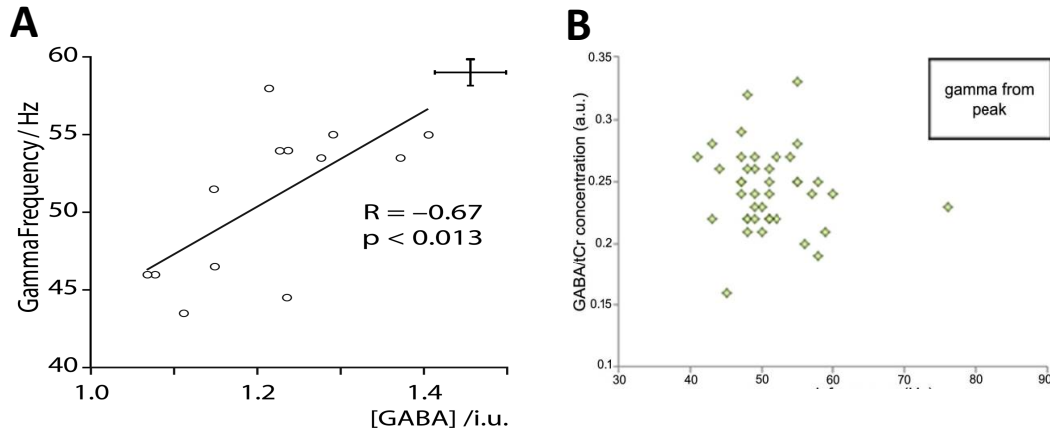 A
60
55
50
45
40
GammaFrequency / Hz
R = –0.67
p < 0.013
1.0
1.2
1.4
[GABA] /i.u.
B
0.35
0.3
0.25
0.2
0.15
0.1
GABA/tCr concentration (a.u.)
gamma from
peak
30
40
50
60
70
80
90